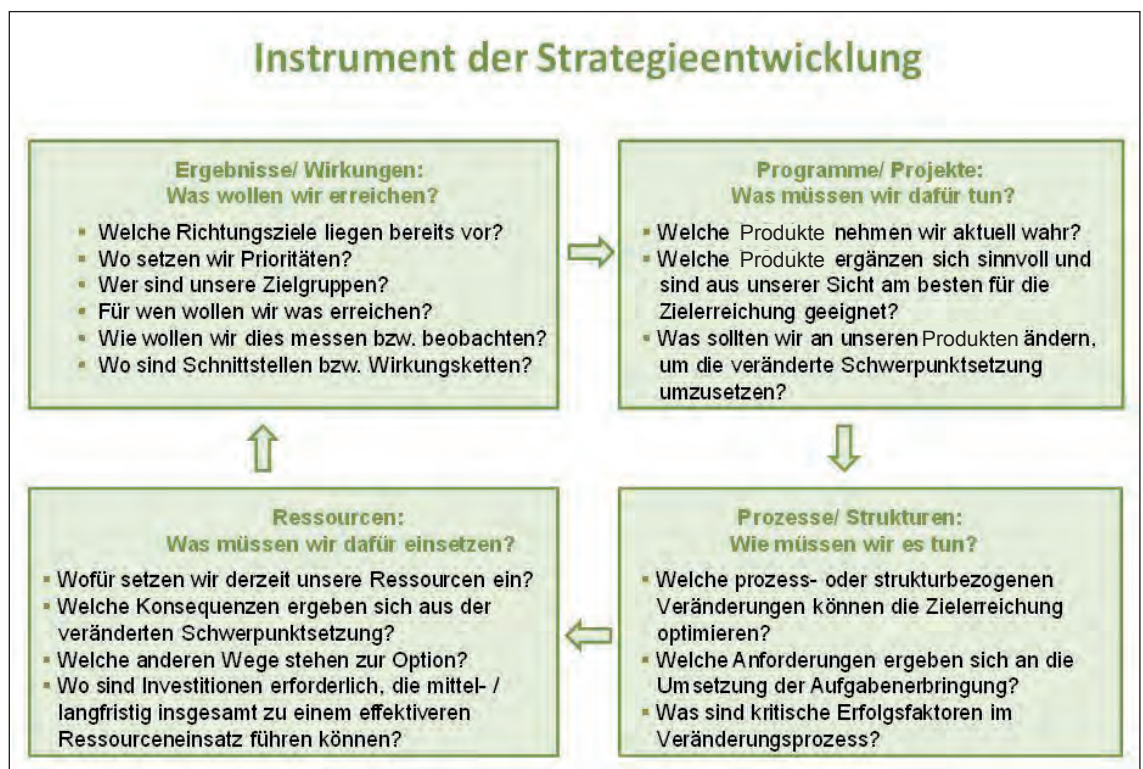 Instrument der Strategieentwicklung
Ergebnisse/ Wirkungen:
Was wollen wir erreichen?
▪ Welche Richtungsziele liegen bereits vor?
▪ Wo setzen wir Prioritäten?
▪ Wer sind unsere Zielgruppen?
▪ Für wen wollen wir was erreichen?
▪ Wie wollen wir dies messen bzw. beobachten?
▪ Wo sind Schnittstellen bzw. Wirkungsketten?
Programme/ Projekte:
Was müssen wir dafür tun?
▪ Welche Produkte nehmen wir aktuell wahr?
▪ Welche Produkte ergänzen sich sinnvoll und
sind aus unserer Sicht am besten für die
Zielerreichung geeignet?
▪ Was sollten wir an unseren Produkten ändern,
um die veränderte Schwerpunktsetzung
umzusetzen?
Prozesse/ Strukturen:
Wie müssen wir es tun?
▪ Welche prozess- oder strukturbezogenen
Veränderungen können die Zielerreichung
optimieren?
▪ Welche Anforderungen ergeben sich an die
Umsetzung der Aufgabenerbringung?
▪ Was sind kritische Erfolgsfaktoren im
Veränderungsprozess?
Ressourcen:
Was müssen wir dafür einsetzen?
▪ Wofür setzen wir derzeit unsere Ressourcen ein?
▪ Welche Konsequenzen ergeben sich aus der
veränderten Schwerpunktsetzung?
▪ Welche anderen Wege stehen zur Option?
▪ Wo sind Investitionen erforderlich, die mittel- /
langfristig insgesamt zu einem effektiveren
Ressourceneinsatz führen können?